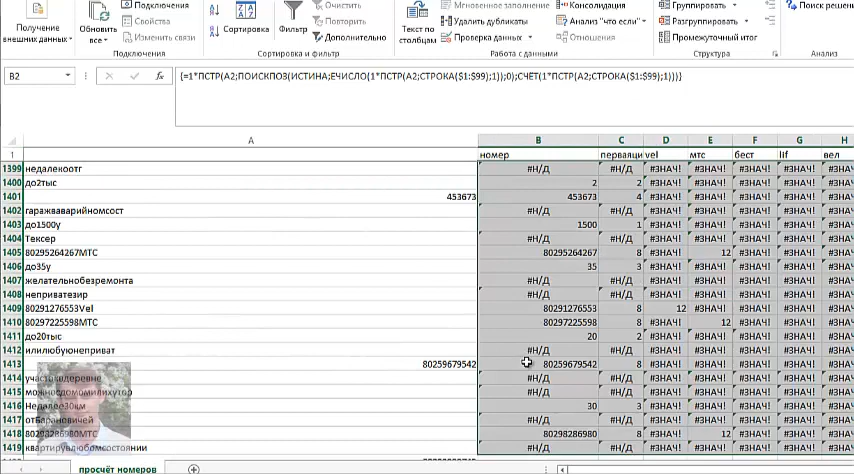 Подключения
Очистить
Мгновенное заполнение
Консолидация
Группировать
Поиск решения
Свойства
Повторить
Удалить дубликаты
Анализ "что если"
Разгруппировать
Получение внешних данных
Обновить все
Изменить связи
Сортировка
Фильтр
Дополнительно
Текст по столбцам
Проверка данных
Отношения
Промежуточный итог
Подключения
Сортировка и фильтр
Работа с данными
Структура
Анализ
B2
fx
{=1*ПСТР(A2;ПОИСКПОЗ(ИСТИНА;ЕЧИСЛО(1*ПСТР(A2;СТРОКА($1:$99);1));0);СЧЁТ(1*ПСТР(A2;СТРОКА($1:$99);1)))}
A B C D E F G H
1 номер перваяци vel мтс бест lif вел
1399 недалекоотг #Н/Д #Н/Д #ЗНАЧ! #ЗНАЧ! #ЗНАЧ! #ЗНАЧ! #ЗНАЧ
1400 до2тыс 2 2 #ЗНАЧ! #ЗНАЧ! #ЗНАЧ! #ЗНАЧ! #ЗНАЧ
1401 453673 453673 4 #ЗНАЧ! #ЗНАЧ! #ЗНАЧ! #ЗНАЧ! #ЗНАЧ
1402 гаражваварийномсост #Н/Д #Н/Д #ЗНАЧ! #ЗНАЧ! #ЗНАЧ! #ЗНАЧ! #ЗНАЧ
1403 до1500у 1500 1 #ЗНАЧ! #ЗНАЧ! #ЗНАЧ! #ЗНАЧ! #ЗНАЧ
1404 Тексер #Н/Д #Н/Д #ЗНАЧ! #ЗНАЧ! #ЗНАЧ! #ЗНАЧ! #ЗНАЧ
1405 80295264267МТС 80295264267 8 #ЗНАЧ! 12 #ЗНАЧ! #ЗНАЧ! #ЗНАЧ
1406 до35у 35 3 #ЗНАЧ! #ЗНАЧ! #ЗНАЧ! #ЗНАЧ! #ЗНАЧ
1407 желательнобезремонта #Н/Д #Н/Д #ЗНАЧ! #ЗНАЧ! #ЗНАЧ! #ЗНАЧ! #ЗНАЧ
1408 неприватезир #Н/Д #Н/Д #ЗНАЧ! #ЗНАЧ! #ЗНАЧ! #ЗНАЧ! #ЗНАЧ
1409 80291276553Vel 80291276553 8 12 #ЗНАЧ! #ЗНАЧ! #ЗНАЧ! #ЗНАЧ
1410 80297225598МТС 80297225598 8 #ЗНАЧ! 12 #ЗНАЧ! #ЗНАЧ! #ЗНАЧ
1411 до20тыс 20 2 #ЗНАЧ! #ЗНАЧ! #ЗНАЧ! #ЗНАЧ! #ЗНАЧ
1412 илилюбуюнеприват #Н/Д #Н/Д #ЗНАЧ! #ЗНАЧ! #ЗНАЧ! #ЗНАЧ! #ЗНАЧ
1413 80259679542 80259679542 8 #ЗНАЧ! #ЗНАЧ! #ЗНАЧ! #ЗНАЧ! #ЗНАЧ
1414 участквдеревне #Н/Д #Н/Д #ЗНАЧ! #ЗНАЧ! #ЗНАЧ! #ЗНАЧ! #ЗНАЧ
1415 можносдомомилихутор #Н/Д #Н/Д #ЗНАЧ! #ЗНАЧ! #ЗНАЧ! #ЗНАЧ! #ЗНАЧ
1416 Недалее30км 30 3 #ЗНАЧ! #ЗНАЧ! #ЗНАЧ! #ЗНАЧ! #ЗНАЧ
1417 отБарановичей #Н/Д #Н/Д #ЗНАЧ! #ЗНАЧ! #ЗНАЧ! #ЗНАЧ! #ЗНАЧ
1418 80298286980МТС 80298286980 8 #ЗНАЧ! 12 #ЗНАЧ! #ЗНАЧ! #ЗНАЧ
1419 квартирувлюбомсостоянии #Н/Д #Н/Д #ЗНАЧ! #ЗНАЧ! #ЗНАЧ! #ЗНАЧ! #ЗНАЧ
просчёт номеров